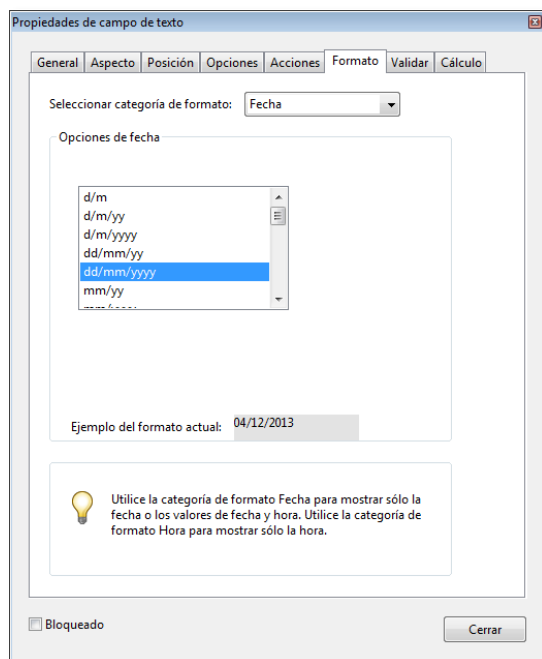 Propiedades de campo de texto
General Aspecto Posición Opciones Acciones Formato Validar Cálculo
Seleccionar categoría de formato: Fecha
Opciones de fecha
d/m
d/m/yy
d/m/yyyy
dd/mm/yy
dd/mm/yyyy
mm/yy
Ejemplo del formato actual: 04/12/2013
Utilice la categoría de formato Fecha para mostrar sólo la
fecha o los valores de fecha y hora. Utilice la categoría de
formato Hora para mostrar sólo la hora.
Bloqueado
Cerrar